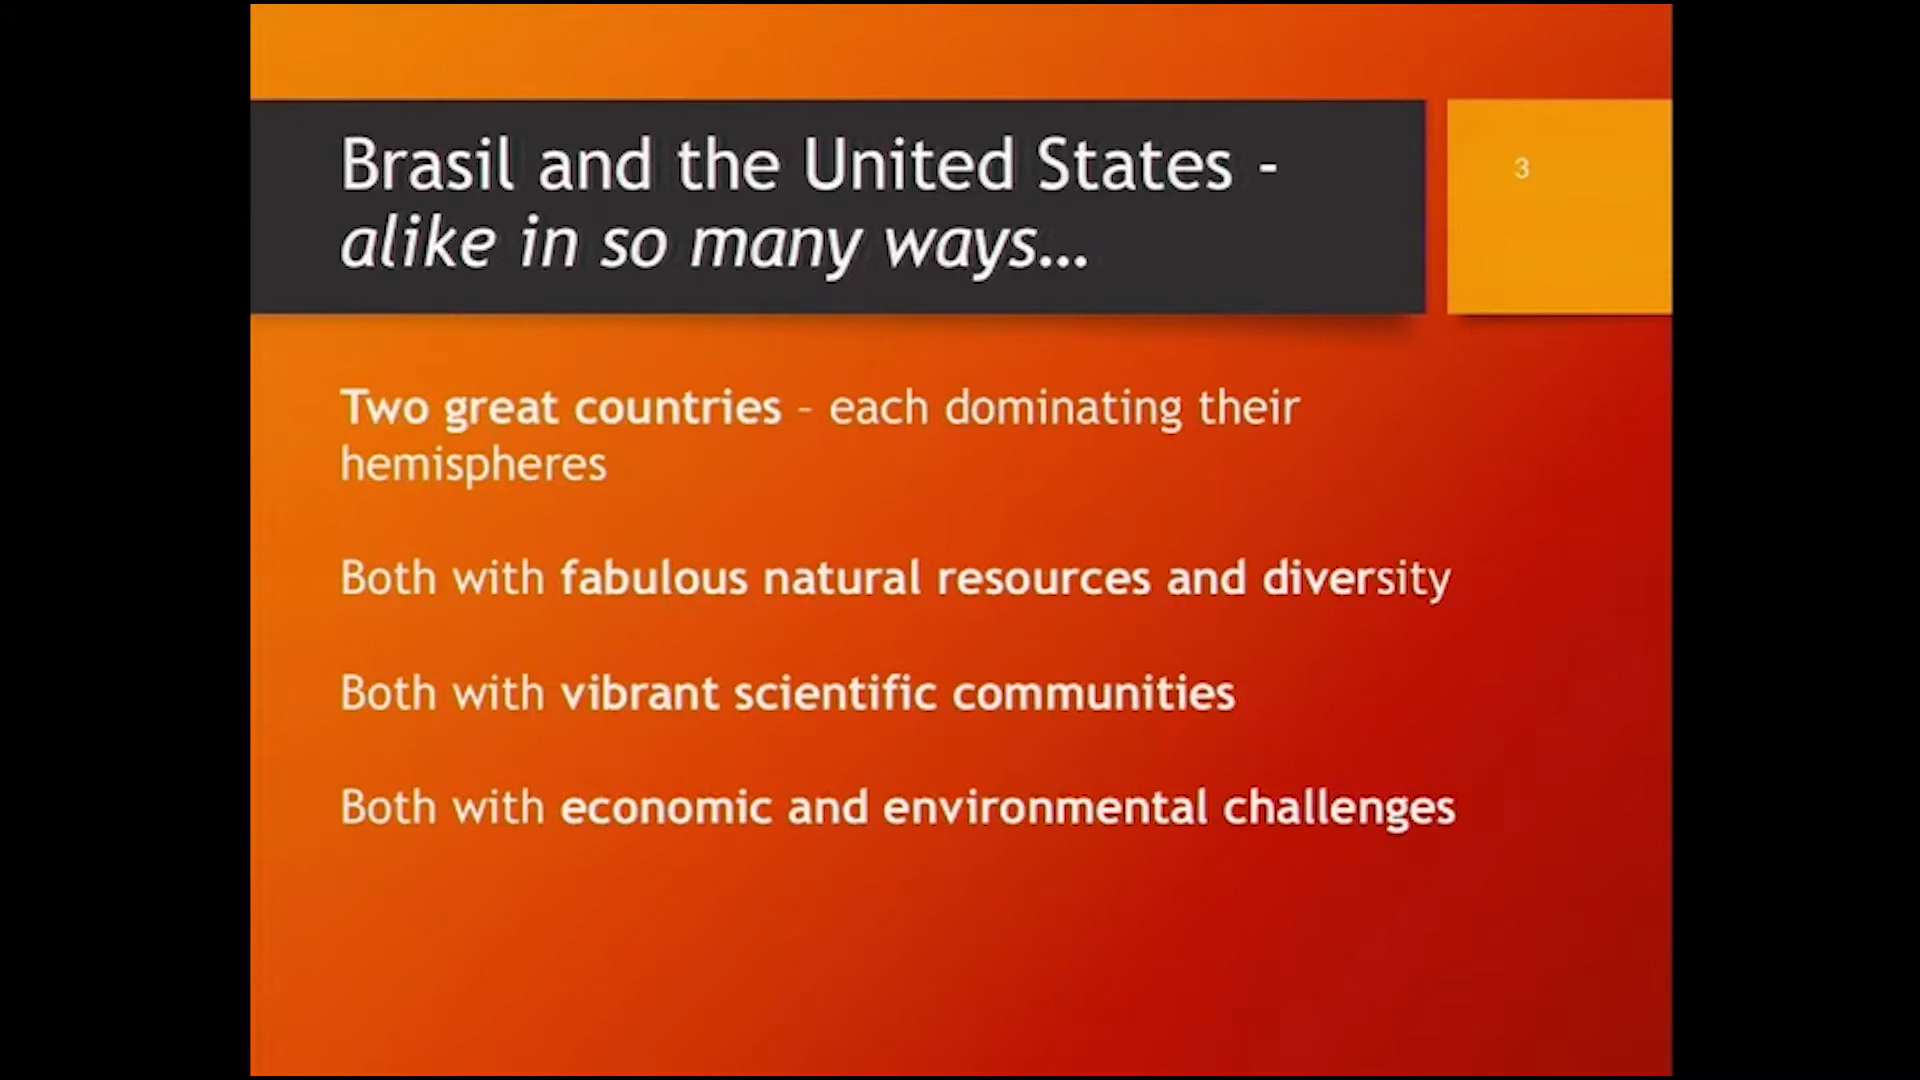 Brasil and the United States -
alike in so many ways…
3
Two great countries – each dominating their
hemispheres
Both with fabulous natural resources and diversity
Both with vibrant scientific communities
Both with economic and environmental challenges